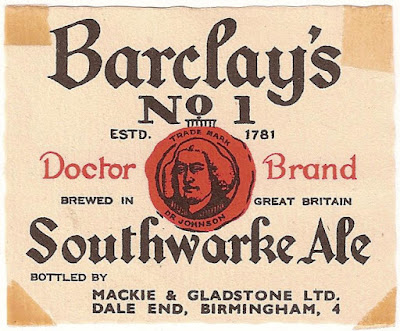 Barclay's
No 1
ESTD. 1781
TRADE MARK
Doctor Brand
DR JOHNSON
BREWED IN GREAT BRITAIN
Southwarke Ale
BOTTLED BY
MACKIE & GLADSTONE LTD.
DALE END, BIRMINGHAM, 4